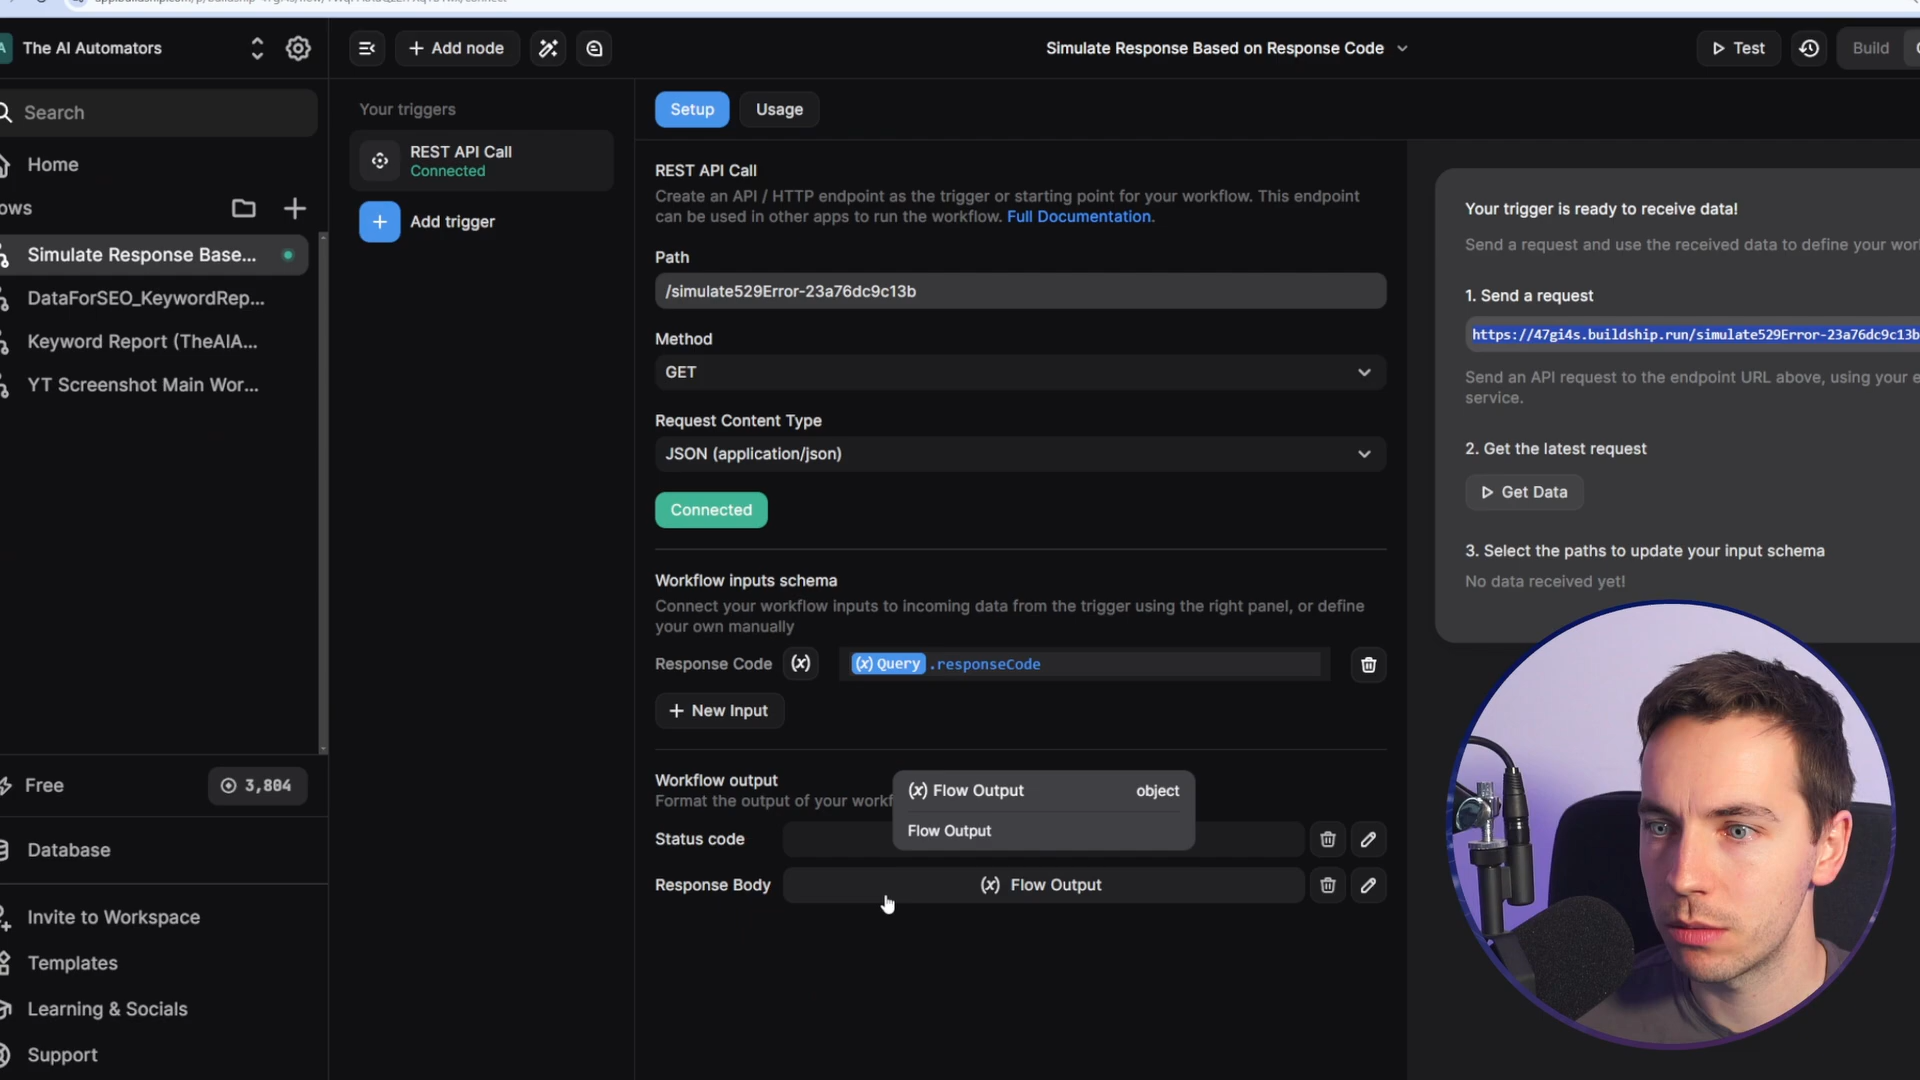 The AI Automators
Add node
Simulate Response Based on Response Code
Test
Build
Search
Home
ows
Simulate Response Base...
DataForSEO_KeywordRep...
Keyword Report (TheAIA...
YT Screenshot Main Wor...
Free
3,804
Database
Invite to Workspace
Templates
Learning & Socials
Support
Your triggers
REST API Call
Connected
Add trigger
Setup
Usage
REST API Call
Create an API / HTTP endpoint as the trigger or starting point for your workflow. This endpoint
can be used in other apps to run the workflow. Full Documentation.
Path
/simulate529Error-23a76dc9c13b
Method
GET
Request Content Type
JSON (application/json)
Connected
Workflow inputs schema
Connect your workflow inputs to incoming data from the trigger using the right panel, or define
your own manually
Response Code (x) (x) Query .responseCode
+ New Input
Workflow output
Format the output of your workf
(x) Flow Output object
Flow Output
Status code
Response Body (x) Flow Output
Your trigger is ready to receive data!
Send a request and use the received data to define your wor
1. Send a request
https://47gi4s.buildship.run/simulate529Error-23a76dc9c13b
Send an API request to the endpoint URL above, using your
service.
2. Get the latest request
Get Data
3. Select the paths to update your input schema
No data received yet!